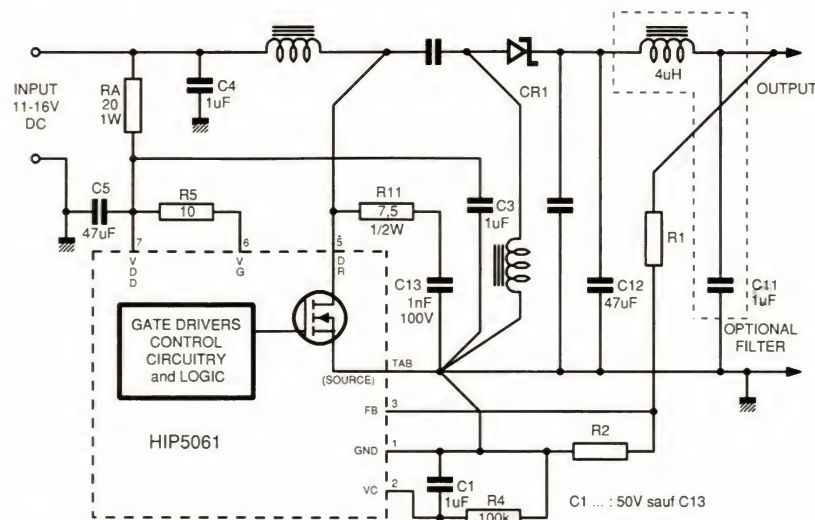 INPUT
11-16V
DC
RA
20
1W
C4
1uF
CR1
4uH
OUTPUT
C5
47uF
R5
10
R11
7,5
1/2W
C3
1uF
R1
7
VDD
6
VG
5
DR
C13
1nF
100V
C12
47uF
C11
1uF
GATE DRIVERS
CONTROL
CIRCUITRY
and LOGIC
TAB
(SOURCE)
OPTIONAL
FILTER
FB
3
HIP5061
GND
1
R2
VC
2
C1
1uF
R4
100k
C1 ... : 50V sauf C13